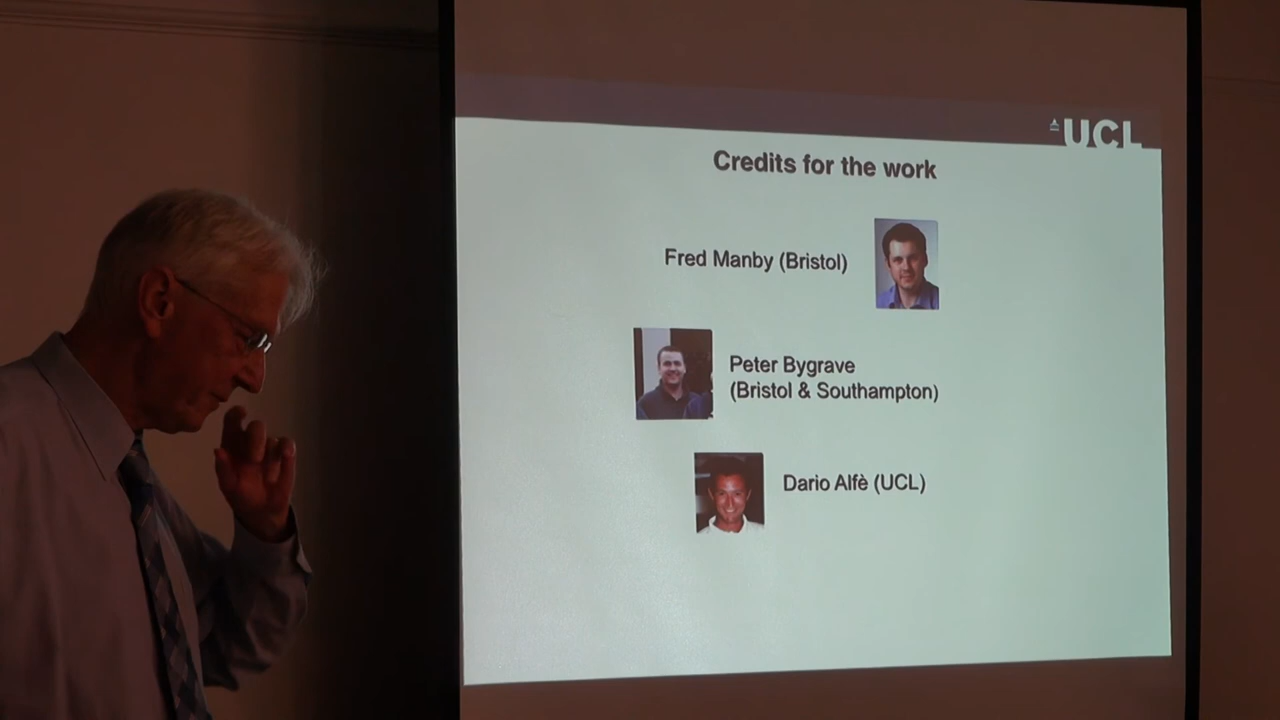 UCL
Credits for the work
Fred Manby (Bristol)
Peter Bygrave
(Bristol & Southampton)
Dario Alfè (UCL)